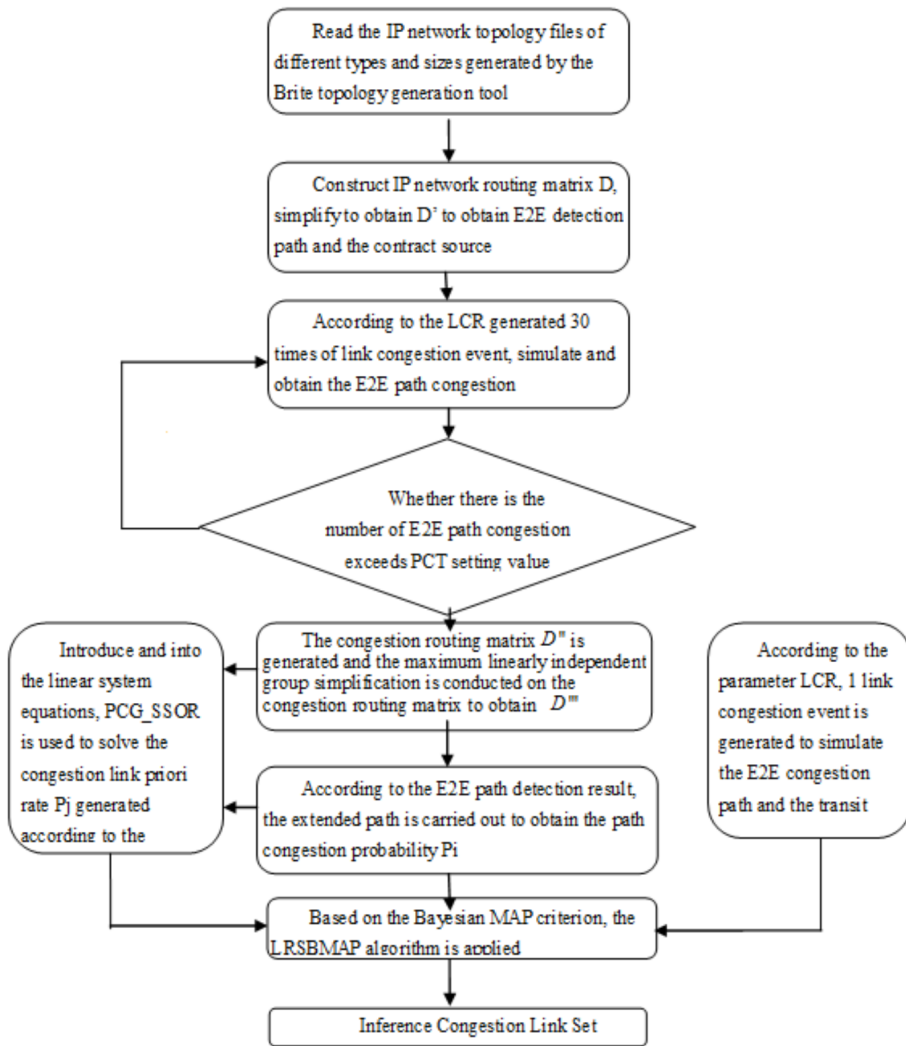 Read the IP network topology files of
different types and sizes generated by the
Brite topology generation tool
Construct IP network routing matrix D,
simplify to obtain D' to obtain E2E detection
path and the contract source
According to the LCR generated 30
times of link congestion event, simulate and
obtain the E2E path congestion
Whether there is the
number of E2E path congestion
exceeds PCT setting value
The congestion routing matrix D" is
generated and the maximum linearly independent
group simplification is conducted on the
congestion routing matrix to obtain D"'
Introduce and into
the linear system
equations, PCG_SSOR
is used to solve the
congestion link priori
rate Pj generated
according to the
According to the
parameter LCR, 1 link
congestion event is
generated to simulate
the E2E congestion
path and the transit
According to the E2E path detection result,
the extended path is carried out to obtain the path
congestion probability Pi
Based on the Bayesian MAP criterion, the
LRSBMAP algorithm is applied
Inference Congestion Link Set